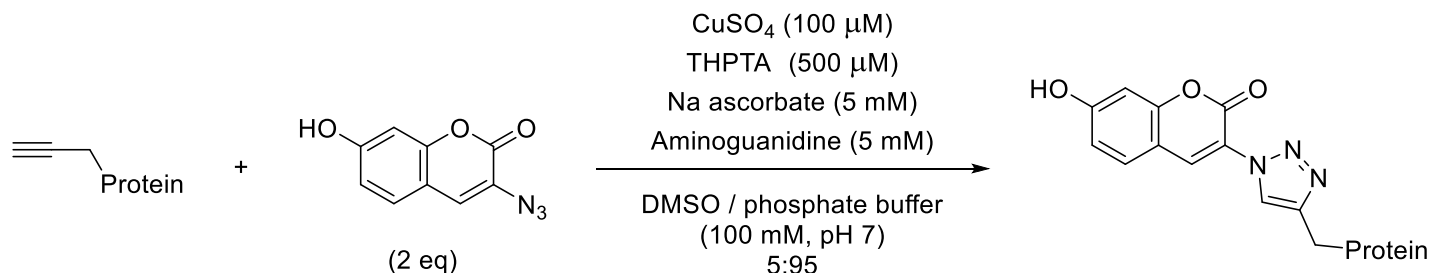 CuSO4 (100 μM)
THPTA (500 μM)
Na ascorbate (5 mM)
Aminoguanidine (5 mM)
Protein
+
HO
O
O
N3
(2 eq)
DMSO / phosphate buffer
(100 mM, pH 7)
5:95
HO
O
O
N
N
N
Protein